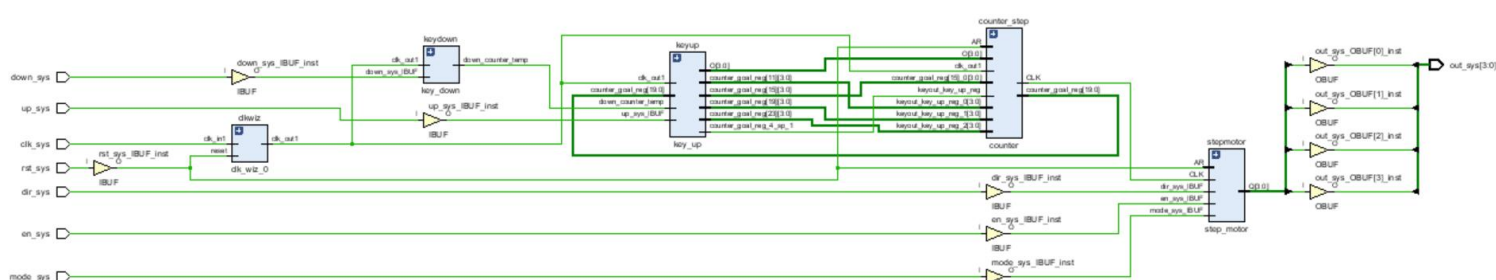 down_sys
up_sys
clk_sys
rst_sys
dir_sys
en_sys
mode_sys
rst_sys_IBUF_inst
I
O
IBUF
down_sys_IBUF_inst
I
O
IBUF
clkwiz
clk_in1
reset
clk_out1
clk_wiz_0
keydown
clk_out1
down_sys_IBUF
down_counter_temp
key_down
up_sys_IBUF_inst
I
O
IBUF
keyup
clk_out1
counter_goal_reg[19:0]
down_counter_temp
up_sys_IBUF
O[3:0]
counter_goal_reg[15][3:0]
counter_goal_reg[19][3:0]
counter_goal_reg[23][3:0]
counter_goal_reg_4_sp_1
key_up
counter_step
AR
O[3:0]
clk_out1
counter_goal_reg[15]_0[3:0]
keyout_key_up_reg
keyout_key_up_reg_0[3:0]
keyout_key_up_reg_1[3:0]
keyout_key_up_reg_2[3:0]
CLK
counter_goal_reg[19:0]
counter
dir_sys_IBUF_inst
I
O
IBUF
en_sys_IBUF_inst
I
O
IBUF
mode_sys_IBUF_inst
I
O
stepmotor
AR
CLK
dir_sys_IBUF
en_sys_IBUF
mode_sys_IBUF
Q[3:0]
step_motor
out_sys_OBUF[0]_inst
I
O
OBUF
out_sys_OBUF[1]_inst
I
O
OBUF
out_sys_OBUF[2]_inst
I
O
OBUF
out_sys_OBUF[3]_inst
I
O
OBUF
out_sys[3:0]